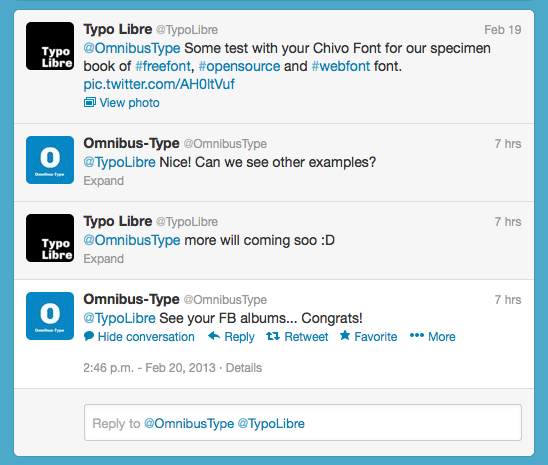 Typo
Libre
Typo Libre @TypoLibre Feb 19
@OmnibusType Some test with your Chivo Font for our specimen
book of #freefont, #opensource and #webfont font.
pic.twitter.com/AH0ltVuf
View photo
O
Omnibus-Type
Omnibus-Type @OmnibusType 7 hrs
@TypoLibre Nice! Can we see other examples?
Expand
Typo
Libre
Typo Libre @TypoLibre 7 hrs
@OmnibusType more will coming soo :D
Expand
O
Omnibus-Type
Omnibus-Type @OmnibusType 7 hrs
@TypoLibre See your FB albums... Congrats!
Hide conversation Reply Retweet Favorite More
2:46 p.m. - Feb 20, 2013 · Details
Reply to @OmnibusType @TypoLibre